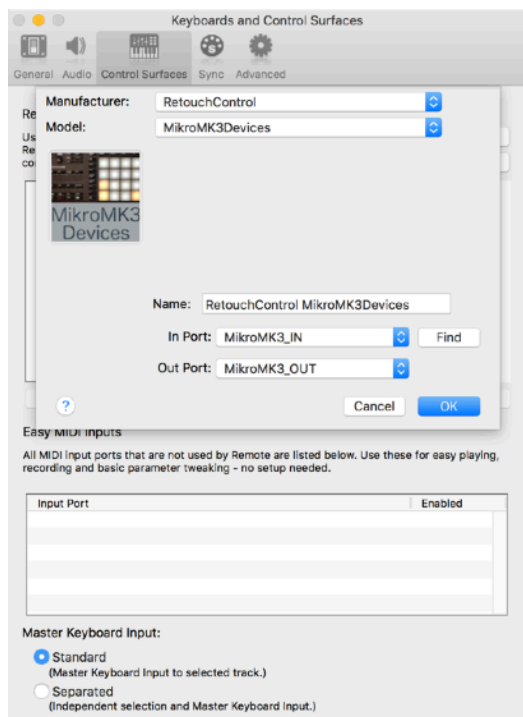 Keyboards and Control Surfaces
General Audio Control Surfaces Sync Advanced
Manufacturer: RetouchControl
Re
Model: MikroMK3Devices
Us
Re
co
MikroMK3
Devices
Name: RetouchControl MikroMK3Devices
In Port: MikroMK3_IN Find
Out Port: MikroMK3_OUT
? Cancel OK
Easy MIDI Inputs
All MIDI input ports that are not used by Remote are listed below. Use these for easy playing,
recording and basic parameter tweaking - no setup needed.
Input Port Enabled
Master Keyboard Input:
Standard
(Master Keyboard Input to selected track.)
Separated
(Independent selection and Master Keyboard Input.)